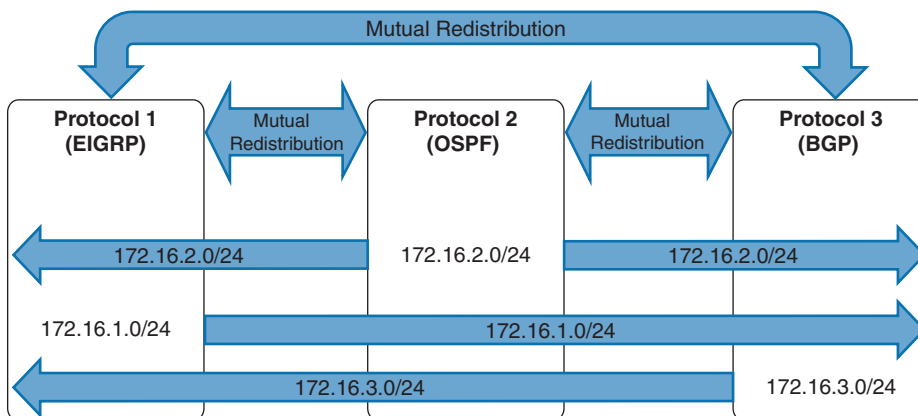 Mutual Redistribution
Protocol 1
(EIGRP)
Mutual
Redistribution
Protocol 2
(OSPF)
Mutual
Redistribution
Protocol 3
(BGP)
172.16.2.0/24
172.16.2.0/24
172.16.2.0/24
172.16.1.0/24
172.16.1.0/24
172.16.3.0/24
172.16.3.0/24